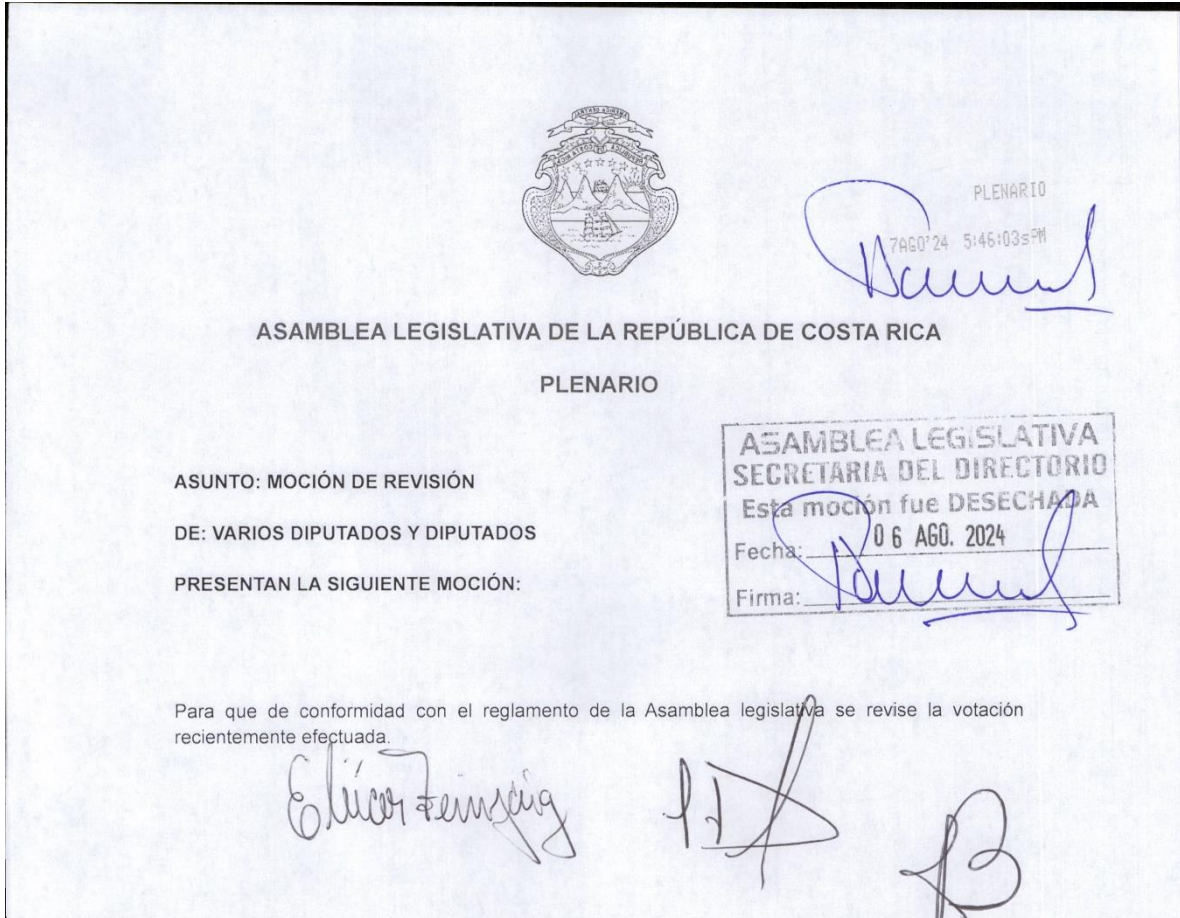 PLENARIO
7AGO'24 5:46:03sPM
ASAMBLEA LEGISLATIVA DE LA REPÚBLICA DE COSTA RICA
PLENARIO
ASAMBLEA LEGISLATIVA
SECRETARIA DEL DIRECTORIO
Esta moción fue DESECHADA
Fecha: 06 AGO. 2024
Firma:
ASUNTO: MOCIÓN DE REVISIÓN
DE: VARIOS DIPUTADOS Y DIPUTADOS
PRESENTAN LA SIGUIENTE MOCIÓN:
Para que de conformidad con el reglamento de la Asamblea legislativa se revise la votación
recientemente efectuada.